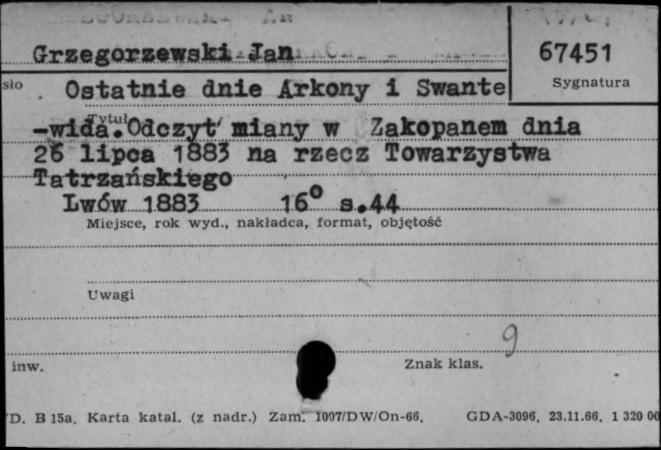 Grzegorzewski Jan
67451
Sygnatura
sło
Ostatnie dnie Arkony i Swante
-wida. Odczyt miany w Zakopanem dnia
Tytuł
26 lipca 1883 na rzecz Towarzystwa
Tatrzańskiego
Lwów 1883 16° s.44
Miejsce, rok wyd., nakładca, format, objętość
Uwagi
9
inw.
Znak klas.
D. B 15a. Karta katal. (z nadr.) Zam. 1007/DW/On-66. GDA-3096. 23.11.66. 1 320 00